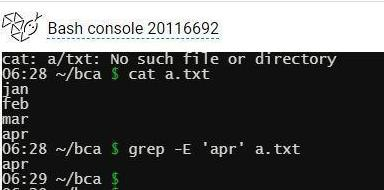 Bash console 20116692
cat: a/txt: No such file or directory
06:28 ~/bca $ cat a.txt
jan
feb
mar
apr
06:28 ~/bca $ grep -E 'apr' a.txt
apr
06:29 ~/bca $